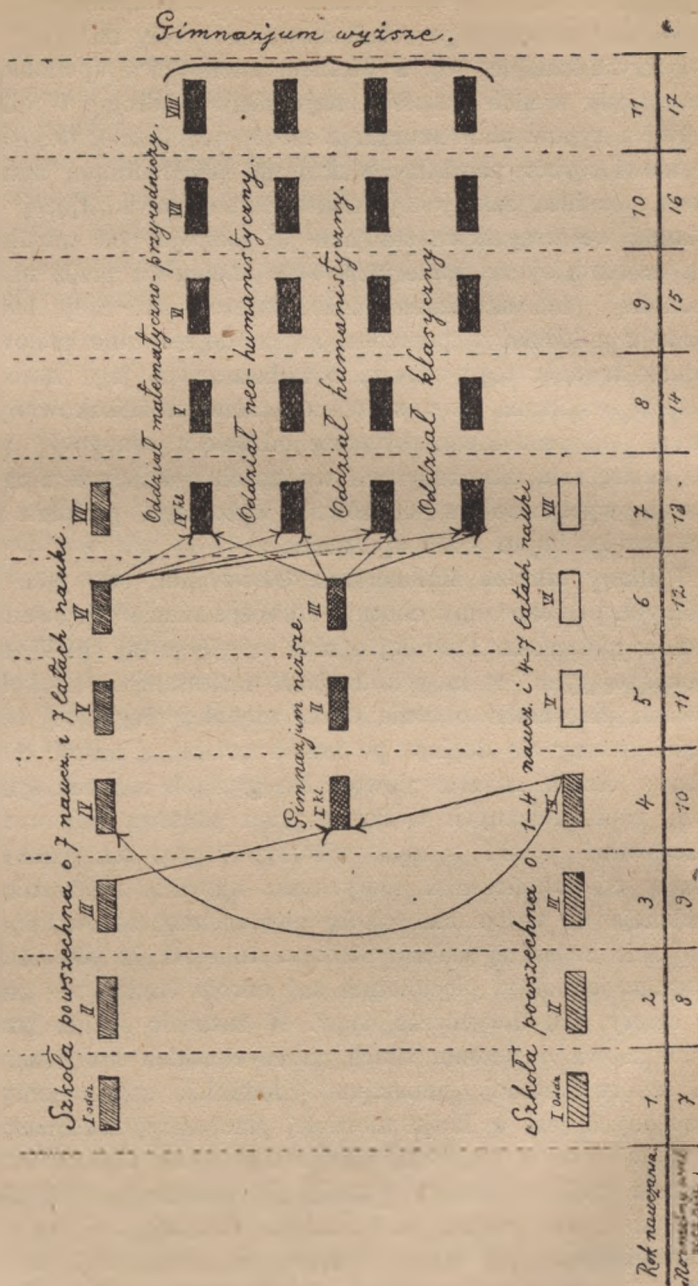 Gimnazjum wyższe.
Szkoła powszechna o 7 naucz. i 7 latach nauki.
I oddz. II III IV V VI VII
Oddział matematyczno-przyrodniczy.
IV kl. V VI VII VIII
Oddział neo-humanistyczny.
Oddział humanistyczny.
Oddział klasyczny.
Gimnazjum niższe.
I kl. II III
Szkoła powszechna o 1-4 naucz. i 4-7 latach nauki
I Oddz. II III IV V VI VII
Rok nauczania. 1 2 3 4 5 6 7 8 9 10 11
Normalny wiek 7 8 9 10 11 12 13 14 15 16 17